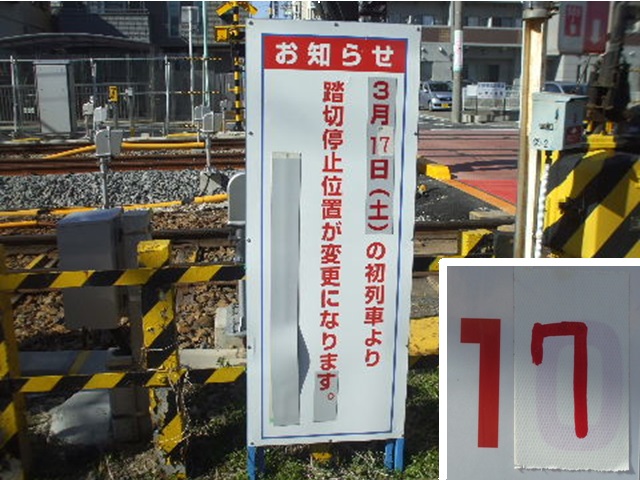 お知らせ
3月17日(土)の初列車より
踏切停止位置が変更になります。
17